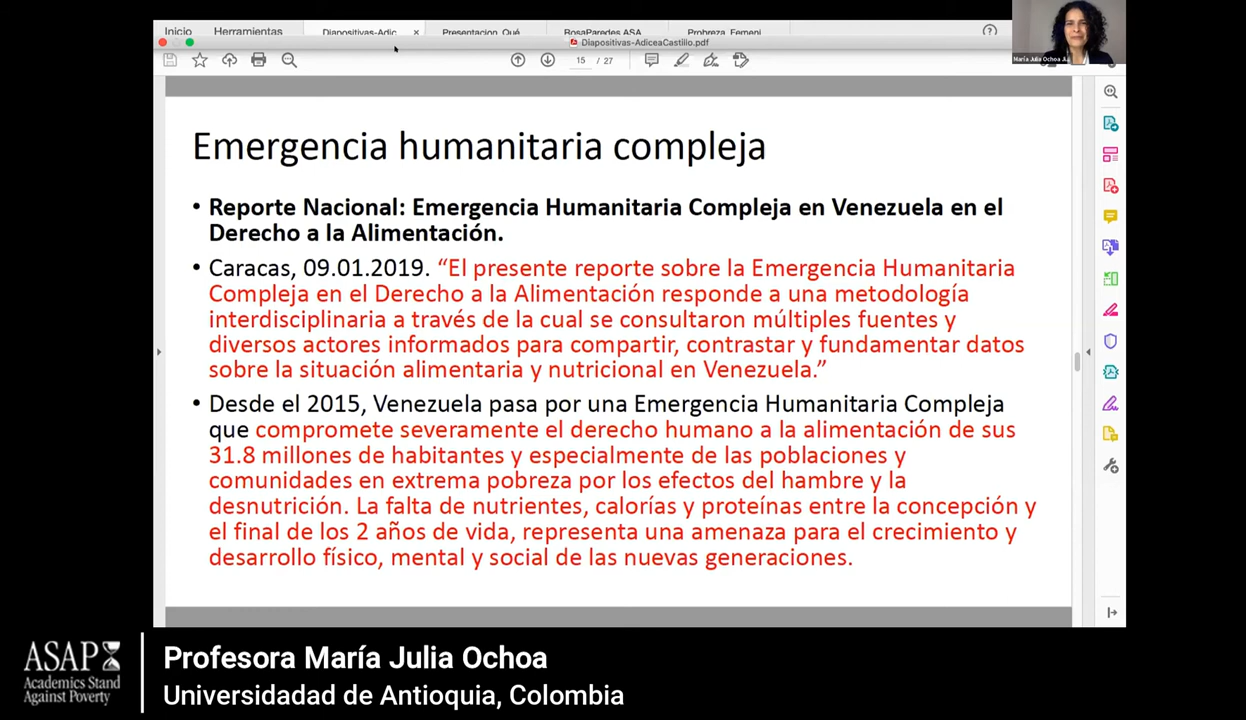 Inicio Herramientas Diapositivas-Adic... × Presentacion_Qué... RosaParedes ASA... Probreza_Femeni...
Diapositivas-AdiceaCastillo.pdf
15 / 27
María Julia Ochoa
Emergencia humanitaria compleja
• Reporte Nacional: Emergencia Humanitaria Compleja en Venezuela en el
Derecho a la Alimentación.
• Caracas, 09.01.2019. “El presente reporte sobre la Emergencia Humanitaria
Compleja en el Derecho a la Alimentación responde a una metodología
interdisciplinaria a través de la cual se consultaron múltiples fuentes y
diversos actores informados para compartir, contrastar y fundamentar datos
sobre la situación alimentaria y nutricional en Venezuela.”
• Desde el 2015, Venezuela pasa por una Emergencia Humanitaria Compleja
que compromete severamente el derecho humano a la alimentación de sus
31.8 millones de habitantes y especialmente de las poblaciones y
comunidades en extrema pobreza por los efectos del hambre y la
desnutrición. La falta de nutrientes, calorías y proteínas entre la concepción y
el final de los 2 años de vida, representa una amenaza para el crecimiento y
desarrollo físico, mental y social de las nuevas generaciones.
ASAP
Academics Stand
Against Poverty
Profesora María Julia Ochoa
Universidadad de Antioquia, Colombia